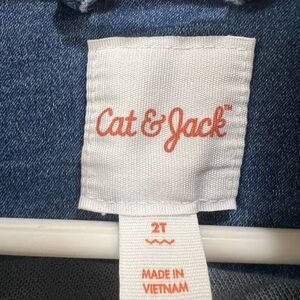 Cat & Jack™
2T
MADE IN
VIETNAM